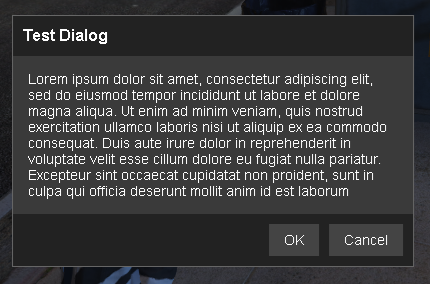 Test Dialog
Lorem ipsum dolor sit amet, consectetur adipiscing elit,
sed do eiusmod tempor incididunt ut labore et dolore
magna aliqua. Ut enim ad minim veniam, quis nostrud
exercitation ullamco laboris nisi ut aliquip ex ea commodo
consequat. Duis aute irure dolor in reprehenderit in
voluptate velit esse cillum dolore eu fugiat nulla pariatur.
Excepteur sint occaecat cupidatat non proident, sunt in
culpa qui officia deserunt mollit anim id est laborum
OK Cancel